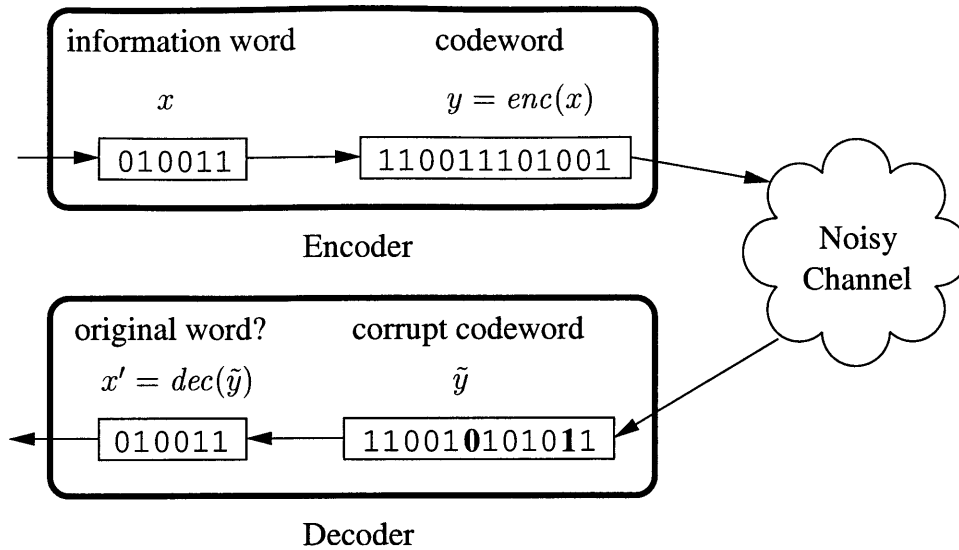 information word codeword
x y = enc(x)
010011 110011101001
Encoder
Noisy
Channel
original word? corrupt codeword
x' = dec(ỹ) ỹ
010011 110010101011
Decoder